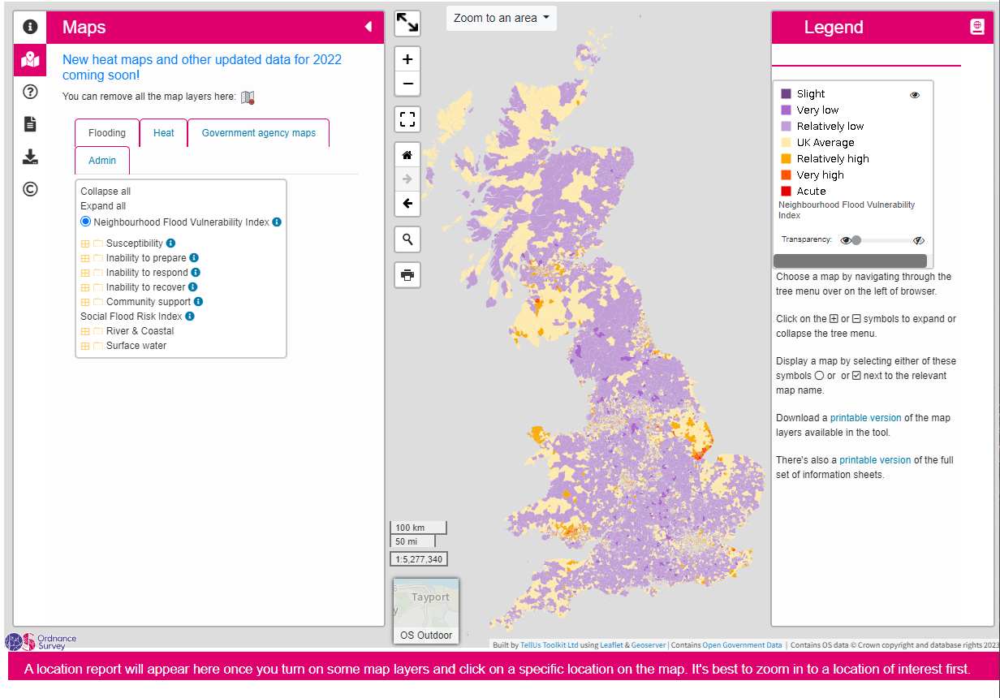 Maps
New heat maps and other updated data for 2022
coming soon!
You can remove all the map layers here:
Flooding
Heat
Government agency maps
Admin
Collapse all
Expand all
Neighbourhood Flood Vulnerability Index
Susceptibility
Inability to prepare
Inability to respond
Inability to recover
Community support
Social Flood Risk Index
River & Coastal
Surface water
Ordnance
Survey
Zoom to an area
+
−
100 km
50 mi
1:5,277,340
Tayport
y
OS Outdoor
Legend
Slight
Very low
Relatively low
UK Average
Relatively high
Very high
Acute
Neighbourhood Flood Vulnerability
Index
Transparency:
Choose a map by navigating through the
tree menu over on the left of browser.
Click on the ⊞ or ⊟ symbols to expand or
collapse the tree menu.
Display a map by selecting either of these
symbols ○ or or ☑ next to the relevant
map name.
Download a printable version of the map
layers available in the tool.
There's also a printable version of the full
set of information sheets.
Built by TellUs Toolkit Ltd using Leaflet & Geoserver | Contains Open Government Data | Contains OS data © Crown copyright and database rights 2023
A location report will appear here once you turn on some map layers and click on a specific location on the map. It's best to zoom in to a location of interest first.